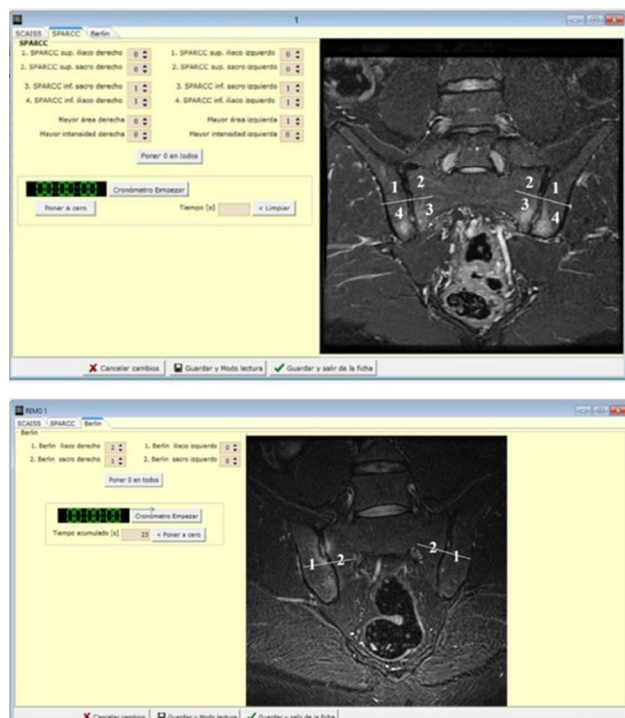 1
SCAISS SPARCC Berlin
SPARCC
1. SPARCC sup. iliaco derecho 0 1. SPARCC sup. iliaco izquierdo 0
2. SPARCC sup. sacro derecho 0 2. SPARCC sup. sacro izquierdo 0
3. SPARCC inf. sacro derecho 1 3. SPARCC inf. sacro izquierdo 1
4. SPARCC inf. iliaco derecho 1 4. SPARCC inf. iliaco izquierdo 1
Mayor área derecha 0 Mayor área izquierda 1
Mayor intensidad derecha 0 Mayor intensidad izquierda 0
Poner 0 en todos
00:00:00 Cronómetro Empezar
Poner a cero Tiempo [s] < Limpiar
1 2 2 1
4 3 3 4
Cancelar cambios Guardar y Modo lectura Guardar y salir de la ficha
REMO 1
SCAISS SPARCC Berlin
Berlin
1. Berlin iliaco derecho 2 1. Berlin iliaco izquierdo 0
2. Berlin sacro derecho 1 2. Berlin sacro izquierdo 0
Poner 0 en todos
00:00:00 Cronómetro Empezar
Tiempo acumulado [s] 23 < Poner a cero
1 2 2 1
Cancelar cambios Guardar y Modo lectura Guardar y salir de la ficha